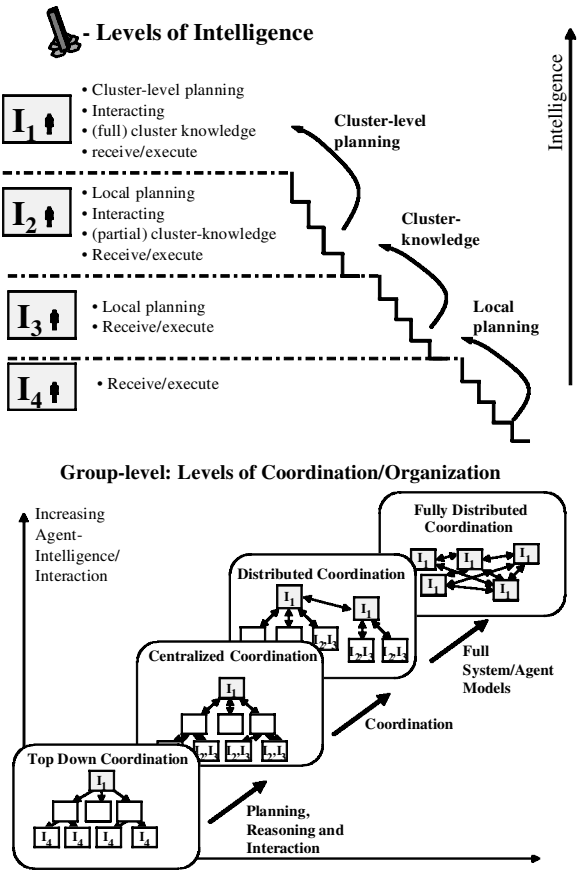 - Levels of Intelligence
Intelligence
I1
• Cluster-level planning
• Interacting
• (full) cluster knowledge
• receive/execute
Cluster-level
planning
I2
• Local planning
• Interacting
• (partial) cluster-knowledge
• Receive/execute
Cluster-
knowledge
I3
• Local planning
• Receive/execute
Local
planning
I4
• Receive/execute
Group-level: Levels of Coordination/Organization
Increasing
Agent-
Intelligence/
Interaction
Fully Distributed
Coordination
I1 I1 I1
I1 I1
Distributed Coordination
I1 I1
I2,I3 I2,I3 I2,I3
Full
System/Agent
Models
Centralized Coordination
I1
I2,I3 I2,I3 I2,I3
Coordination
Top Down Coordination
I1
I4 I4 I4 I4
Planning,
Reasoning and
Interaction